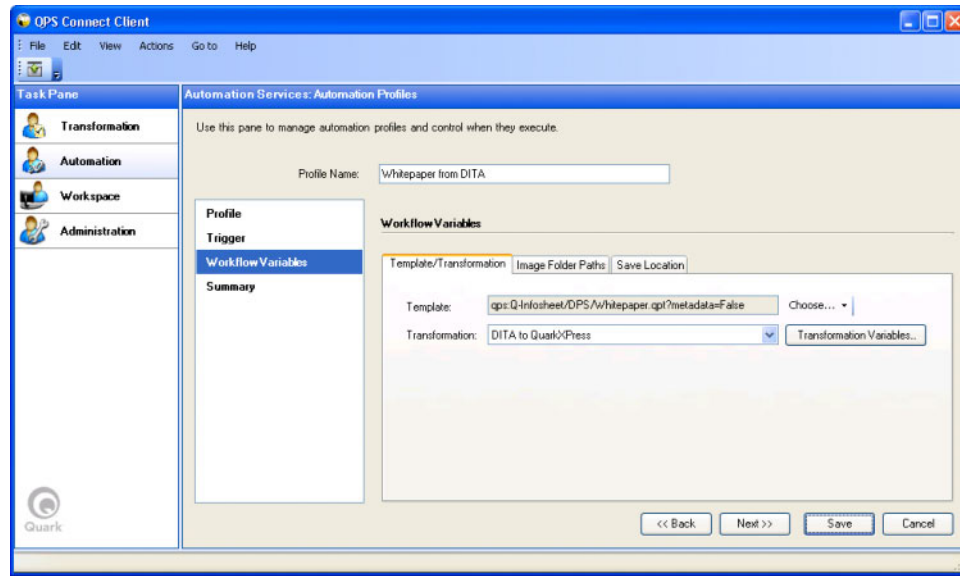 QPS Connect Client
File Edit View Actions Go to Help
Task Pane
Automation Services: Automation Profiles
Transformation
Automation
Workspace
Administration
Use this pane to manage automation profiles and control when they execute.
Profile Name: Whitepaper from DITA
Profile
Trigger
Workflow Variables
Summary
Workflow Variables
Template/Transformation Image Folder Paths Save Location
Template: qps:Q-Infosheet/DPS/Whitepaper.qpt?metadata=False Choose...
Transformation: DITA to QuarkXPress Transformation Variables..
Quark
<< Back Next >> Save Cancel